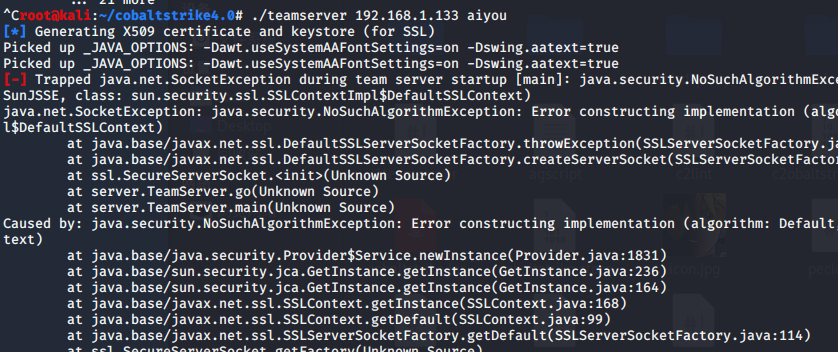 ... 21 more
^Croot@kali:~/cobaltstrike4.0# ./teamserver 192.168.1.133 aiyou
[*] Generating X509 certificate and keystore (for SSL)
Picked up _JAVA_OPTIONS: -Dawt.useSystemAAFontSettings=on -Dswing.aatext=true
Picked up _JAVA_OPTIONS: -Dawt.useSystemAAFontSettings=on -Dswing.aatext=true
[-] Trapped java.net.SocketException during team server startup [main]: java.security.NoSuchAlgorithmExce
SunJSSE, class: sun.security.ssl.SSLContextImpl$DefaultSSLContext)
java.net.SocketException: java.security.NoSuchAlgorithmException: Error constructing implementation (algo
l$DefaultSSLContext)
at java.base/javax.net.ssl.DefaultSSLServerSocketFactory.throwException(SSLServerSocketFactory.ja
at java.base/javax.net.ssl.DefaultSSLServerSocketFactory.createServerSocket(SSLServerSocketFactor
at ssl.SecureServerSocket.<init>(Unknown Source)
at server.TeamServer.go(Unknown Source)
at server.TeamServer.main(Unknown Source)
Caused by: java.security.NoSuchAlgorithmException: Error constructing implementation (algorithm: Default,
text)
at java.base/java.security.Provider$Service.newInstance(Provider.java:1831)
at java.base/sun.security.jca.GetInstance.getInstance(GetInstance.java:236)
at java.base/sun.security.jca.GetInstance.getInstance(GetInstance.java:164)
at java.base/javax.net.ssl.SSLContext.getInstance(SSLContext.java:168)
at java.base/javax.net.ssl.SSLContext.getDefault(SSLContext.java:99)
at java.base/javax.net.ssl.SSLServerSocketFactory.getDefault(SSLServerSocketFactory.java:114)
at ssl.SecureServerSocket.getFactory(Unknown Source)